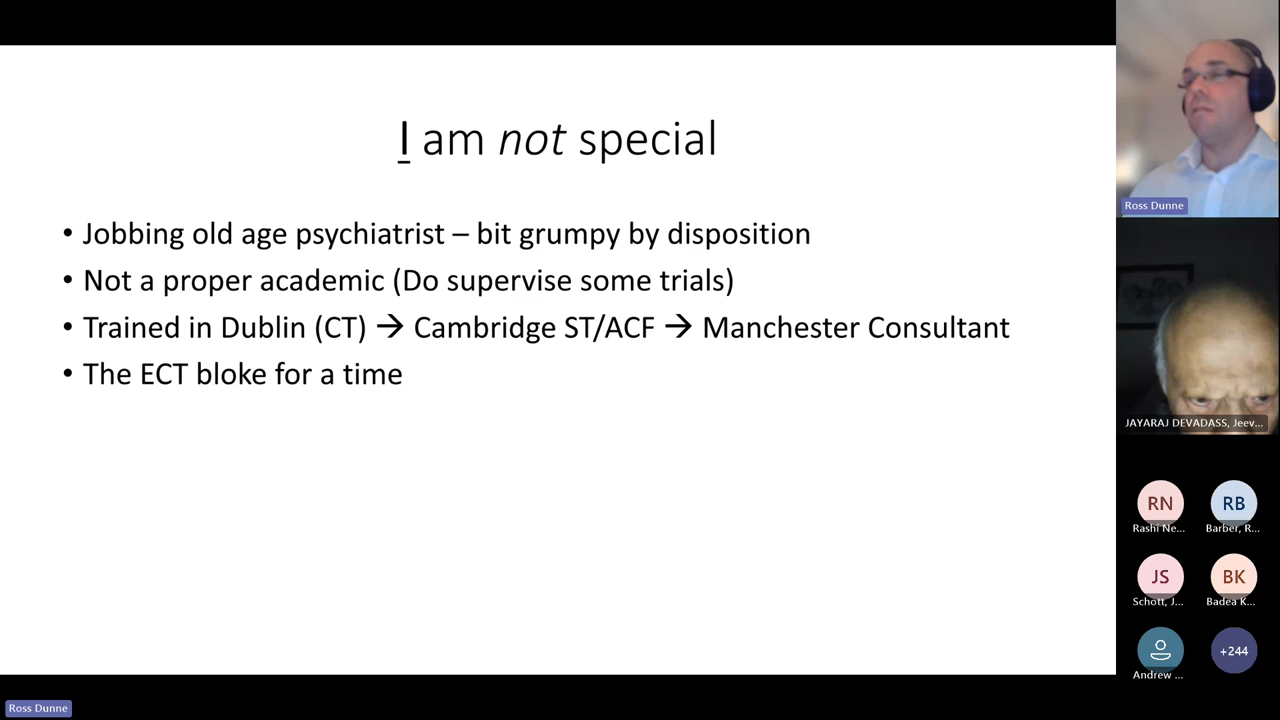 I am not special
• Jobbing old age psychiatrist – bit grumpy by disposition
• Not a proper academic (Do supervise some trials)
• Trained in Dublin (CT) → Cambridge ST/ACF → Manchester Consultant
• The ECT bloke for a time
Ross Dunne
JAYARAJ DEVADASS, Jeev...
RN
RB
Rashi Ne...
Barber, R...
JS
BK
Schott, J...
Badea K...
+244
Andrew ...
Ross Dunne